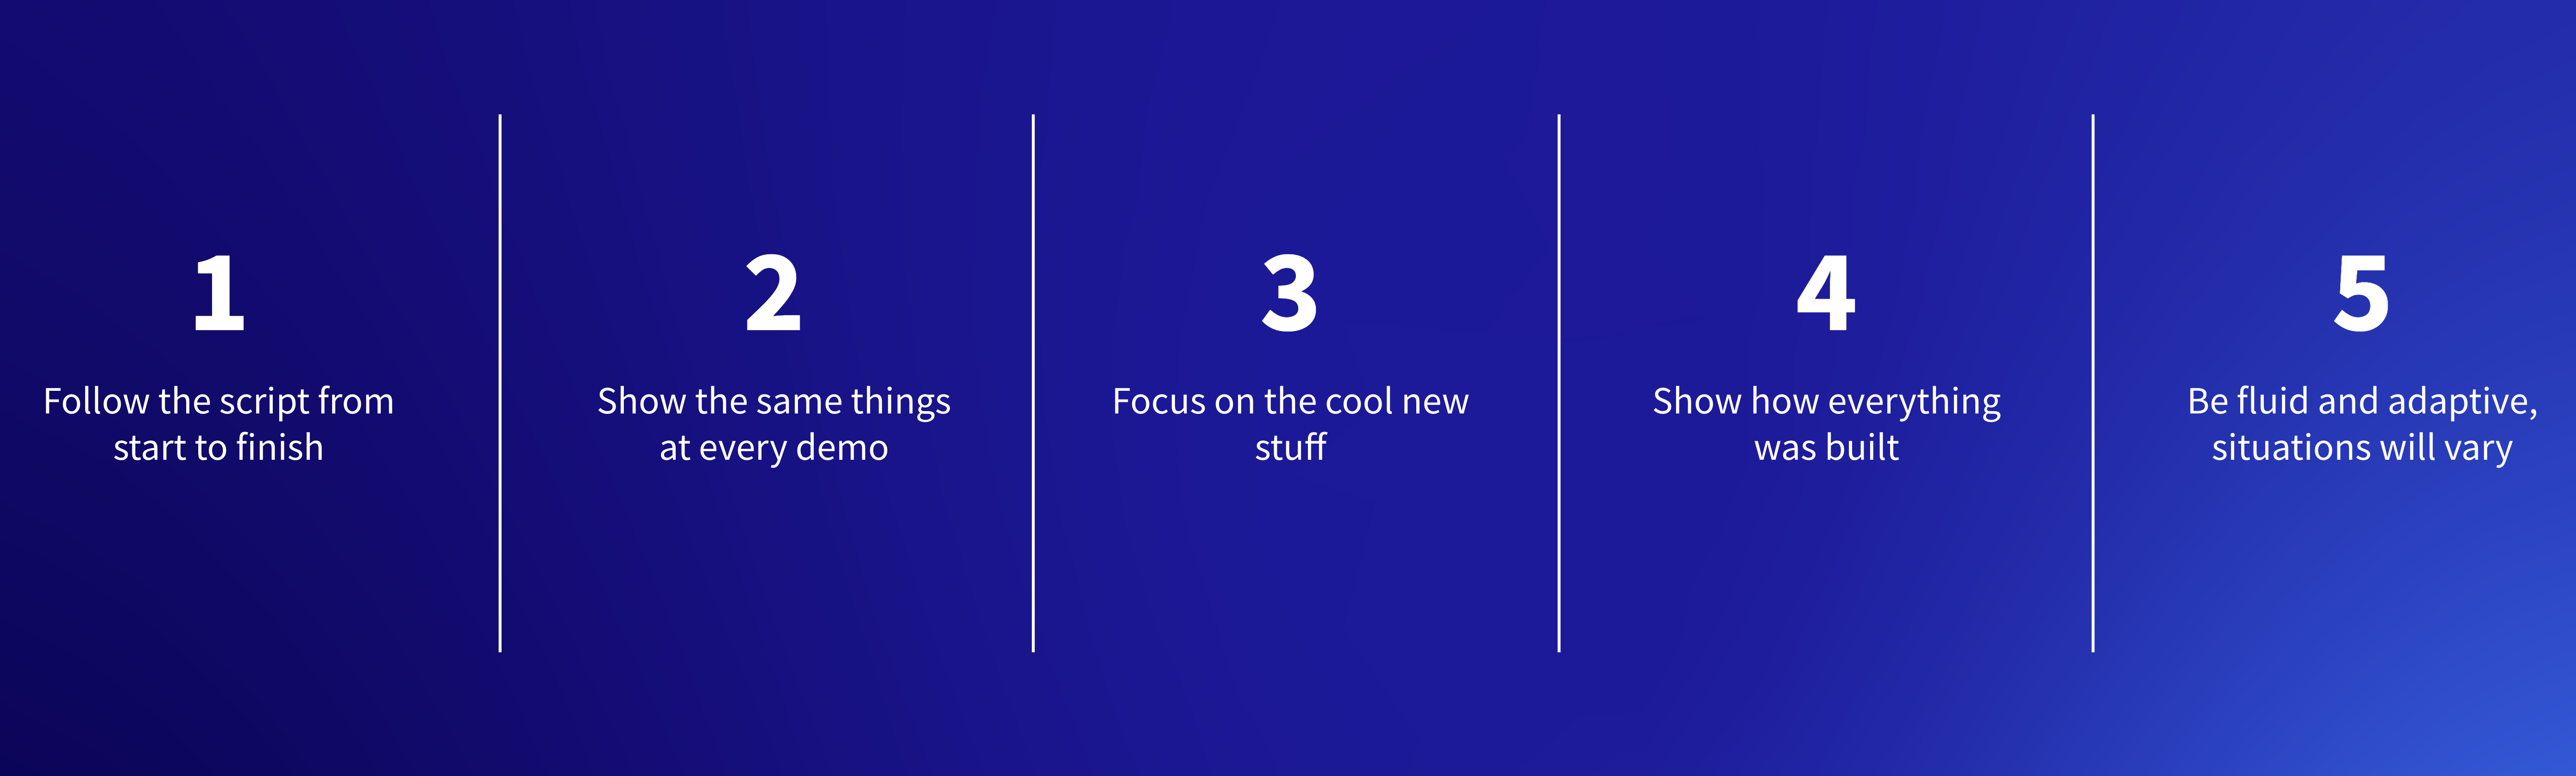 1
Follow the script from
start to finish
2
Show the same things
at every demo
3
Focus on the cool new
stuff
4
Show how everything
was built
5
Be fluid and adaptive,
situations will vary